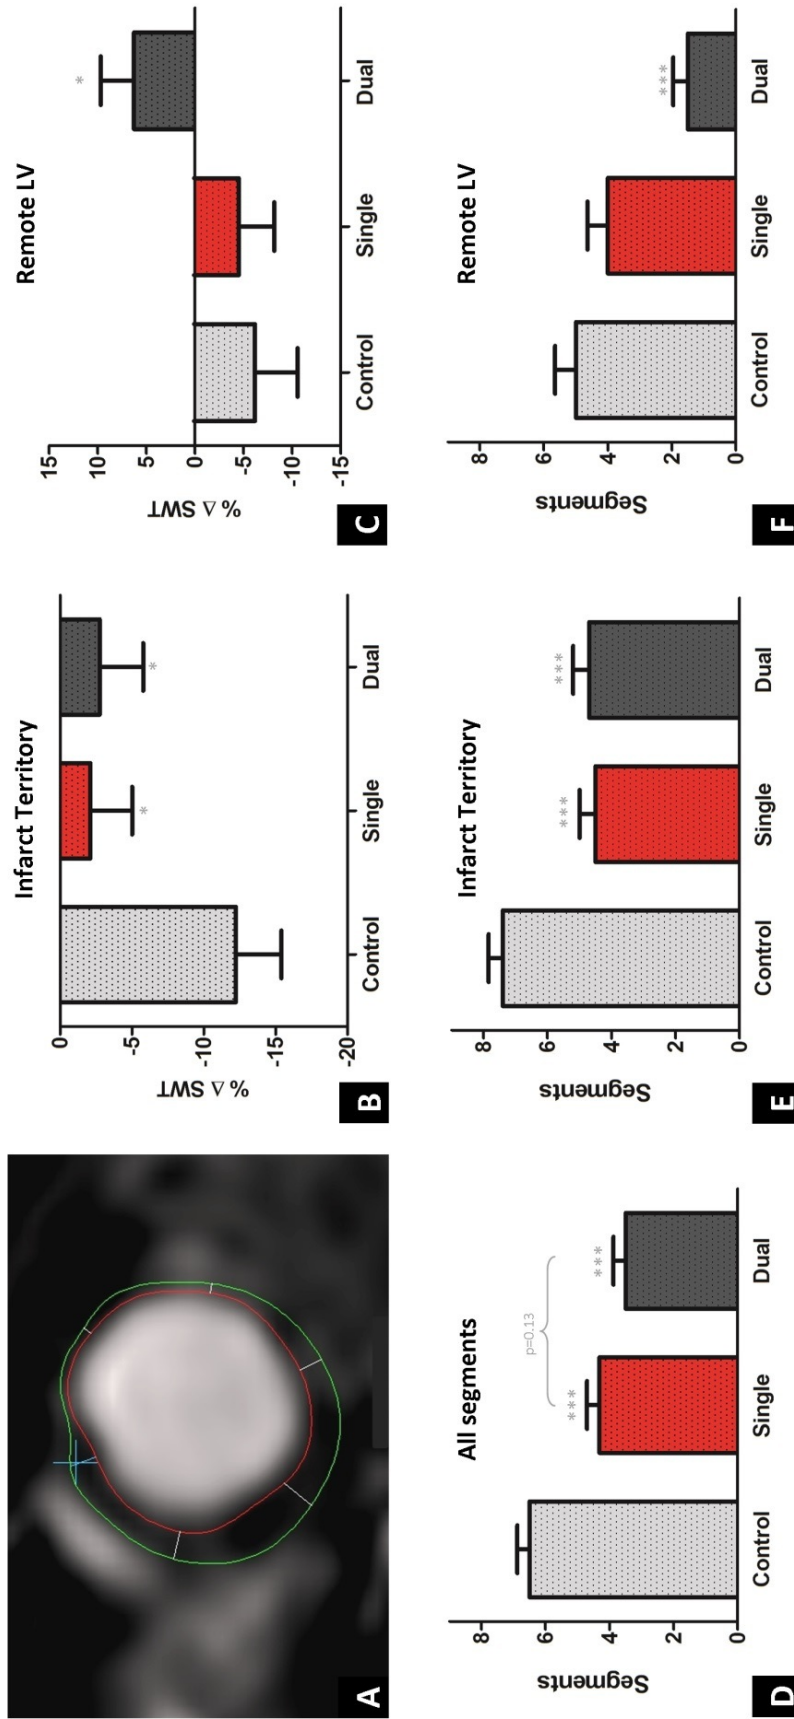 A
Infarct Territory
% Δ SWT
0
-5
-10
-15
-20
*
*
Control
Single
Dual
B
Remote LV
% Δ SWT
15
10
5
0
-5
-10
-15
*
Control
Single
Dual
C
All segments
Segments
8
6
4
2
0
p=0.13
***
***
Control
Single
Dual
D
Infarct Territory
Segments
8
6
4
2
0
***
***
Control
Single
Dual
E
Remote LV
Segments
8
6
4
2
0
***
Control
Single
Dual
F